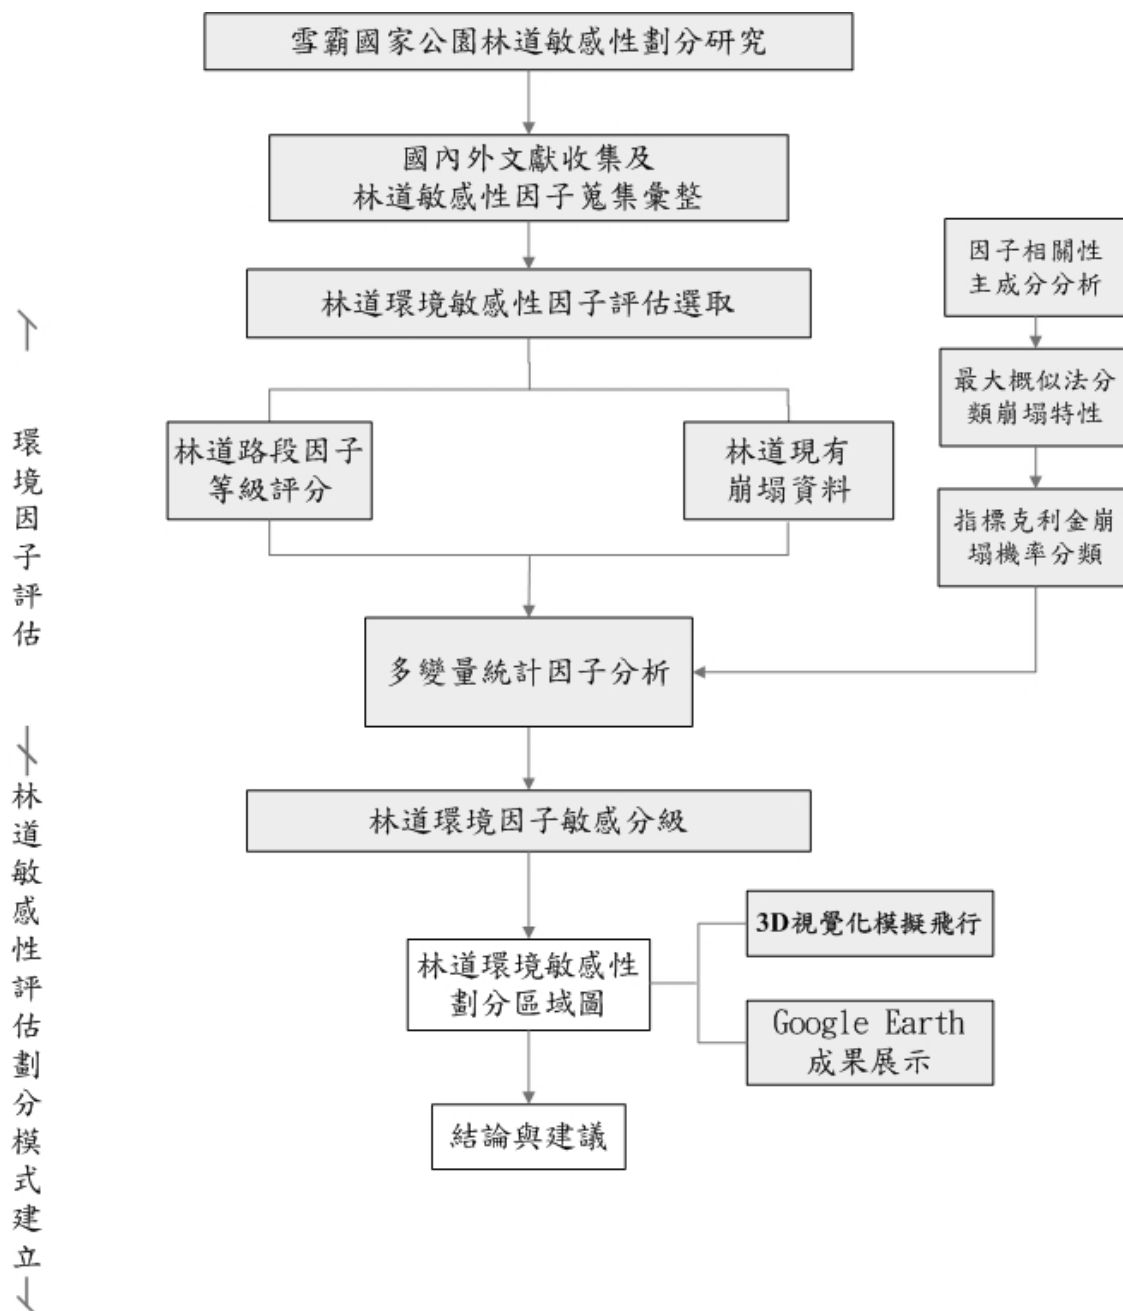 雪霸國家公園林道敏感性劃分研究
國內外文獻收集及
林道敏感性因子蒐集彙整
林道環境敏感性因子評估選取
因子相關性
主成分分析
最大概似法分
類崩塌特性
指標克利金崩
塌機率分類
林道路段因子
等級評分
林道現有
崩塌資料
多變量統計因子分析
林道環境因子敏感分級
林道環境敏感性
劃分區域圖
3D視覺化模擬飛行
Google Earth
成果展示
結論與建議
環境因子評估
林道敏感性評估劃分模式建立